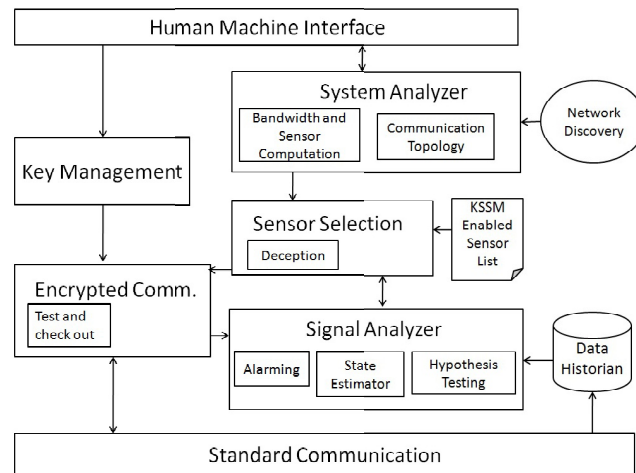 Human Machine Interface
System Analyzer
Bandwidth and
Sensor
Computation
Communication
Topology
Network
Discovery
Key Management
Sensor Selection
Deception
KSSM
Enabled
Sensor
List
Encrypted Comm.
Test and
check out
Signal Analyzer
Alarming
State
Estimator
Hypothesis
Testing
Data
Historian
Standard Communication